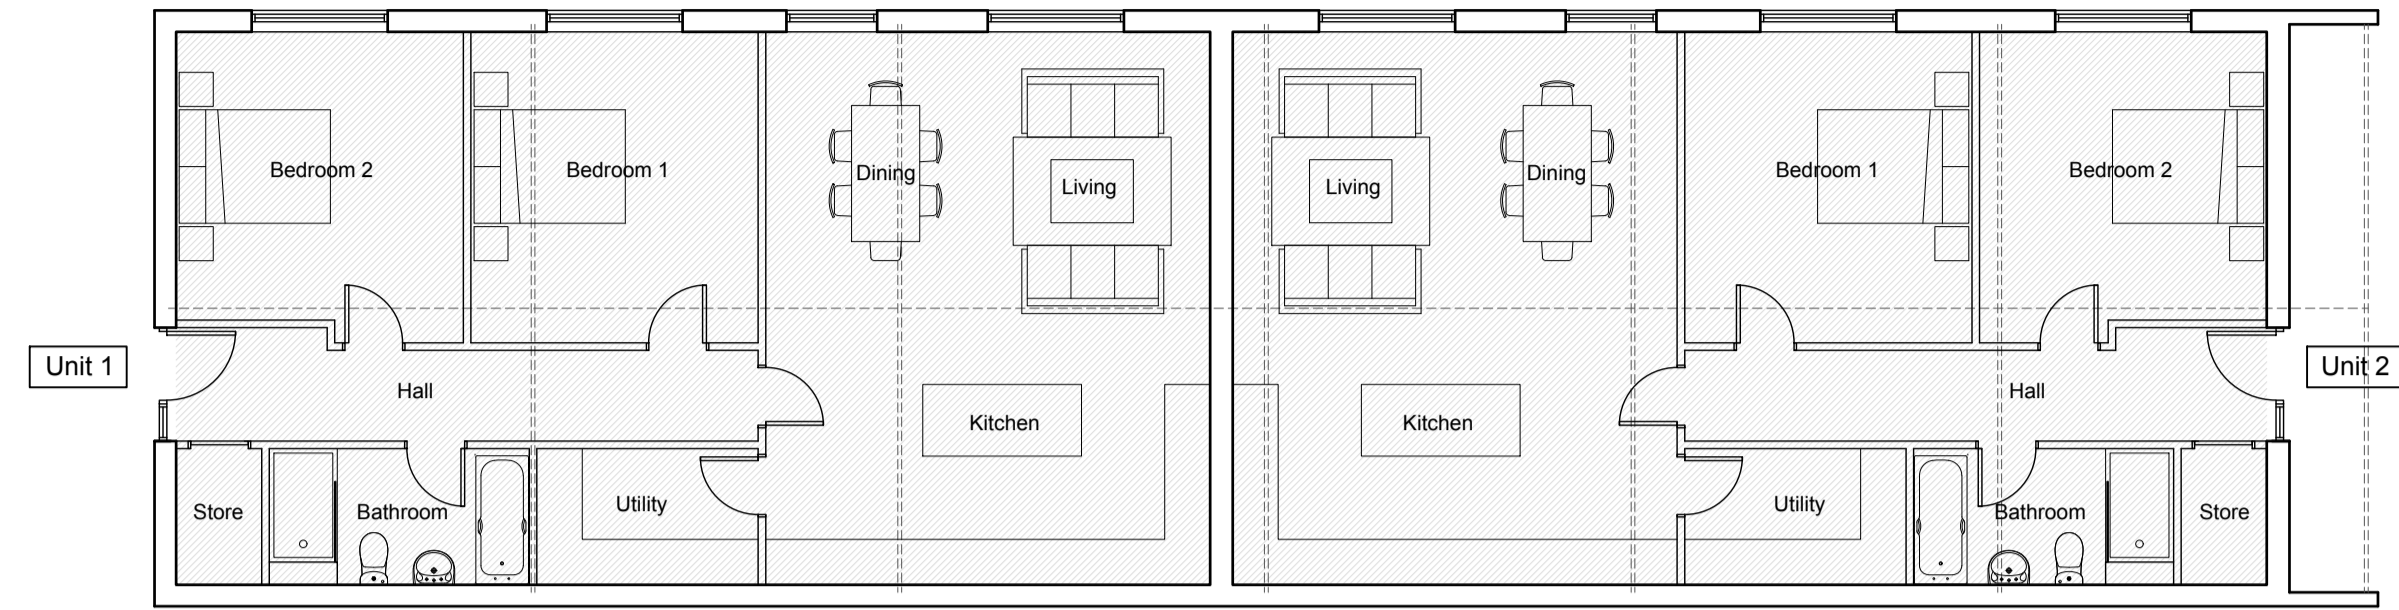 Bedroom 2
Bedroom 1
Dining
Living
Living
Dining
Bedroom 1
Bedroom 2
Unit 1
Hall
Kitchen
Kitchen
Hall
Unit 2
Store
Bathroom
Utility
Utility
Bathroom
Store